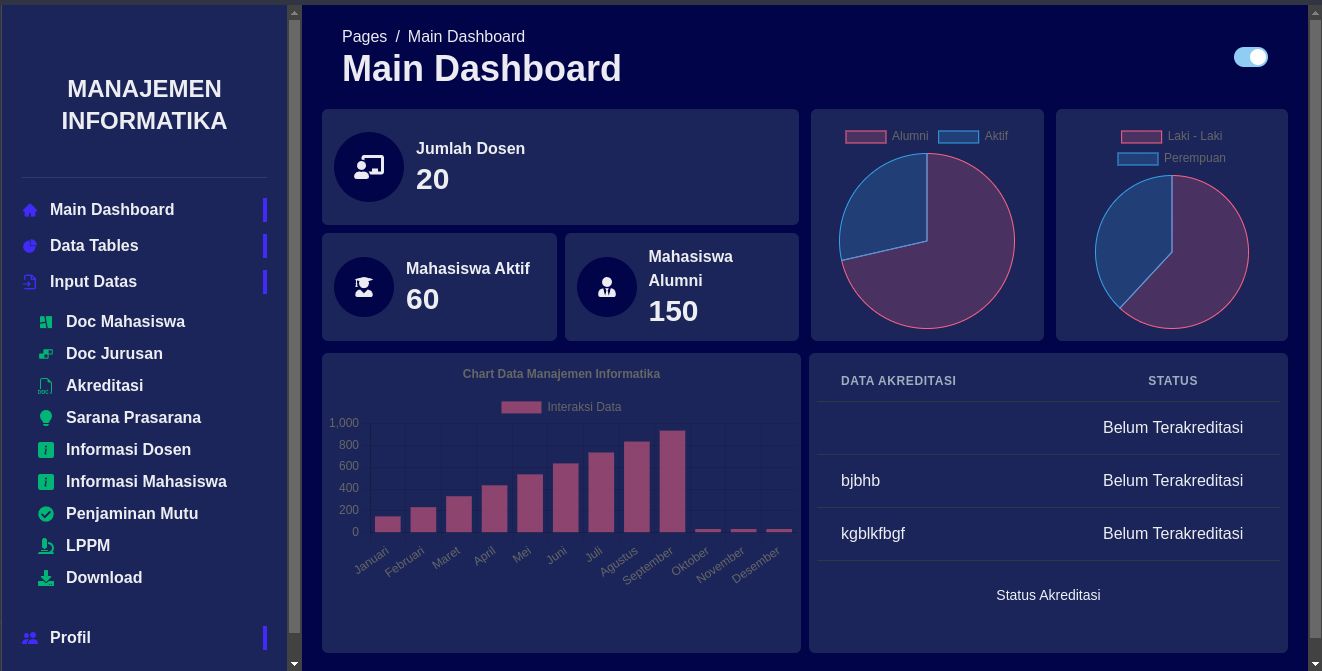 MANAJEMEN
INFORMATIKA
Main Dashboard
Data Tables
Input Datas
Doc Mahasiswa
Doc Jurusan
DOC
Akreditasi
Sarana Prasarana
Informasi Dosen
Informasi Mahasiswa
Penjaminan Mutu
LPPM
Download
Profil
Pages / Main Dashboard
Main Dashboard
Jumlah Dosen
20
Mahasiswa Aktif
60
Mahasiswa
Alumni
150
Alumni Aktif
Laki - Laki
Perempuan
Chart Data Manajemen Informatika
Interaksi Data
1,000
800
600
400
200
0
Januari Februari Maret April Mei Juni Juli Agustus September Oktober November Desember
DATA AKREDITASI STATUS
Belum Terakreditasi
bjbhb Belum Terakreditasi
kgblkfbgf Belum Terakreditasi
Status Akreditasi